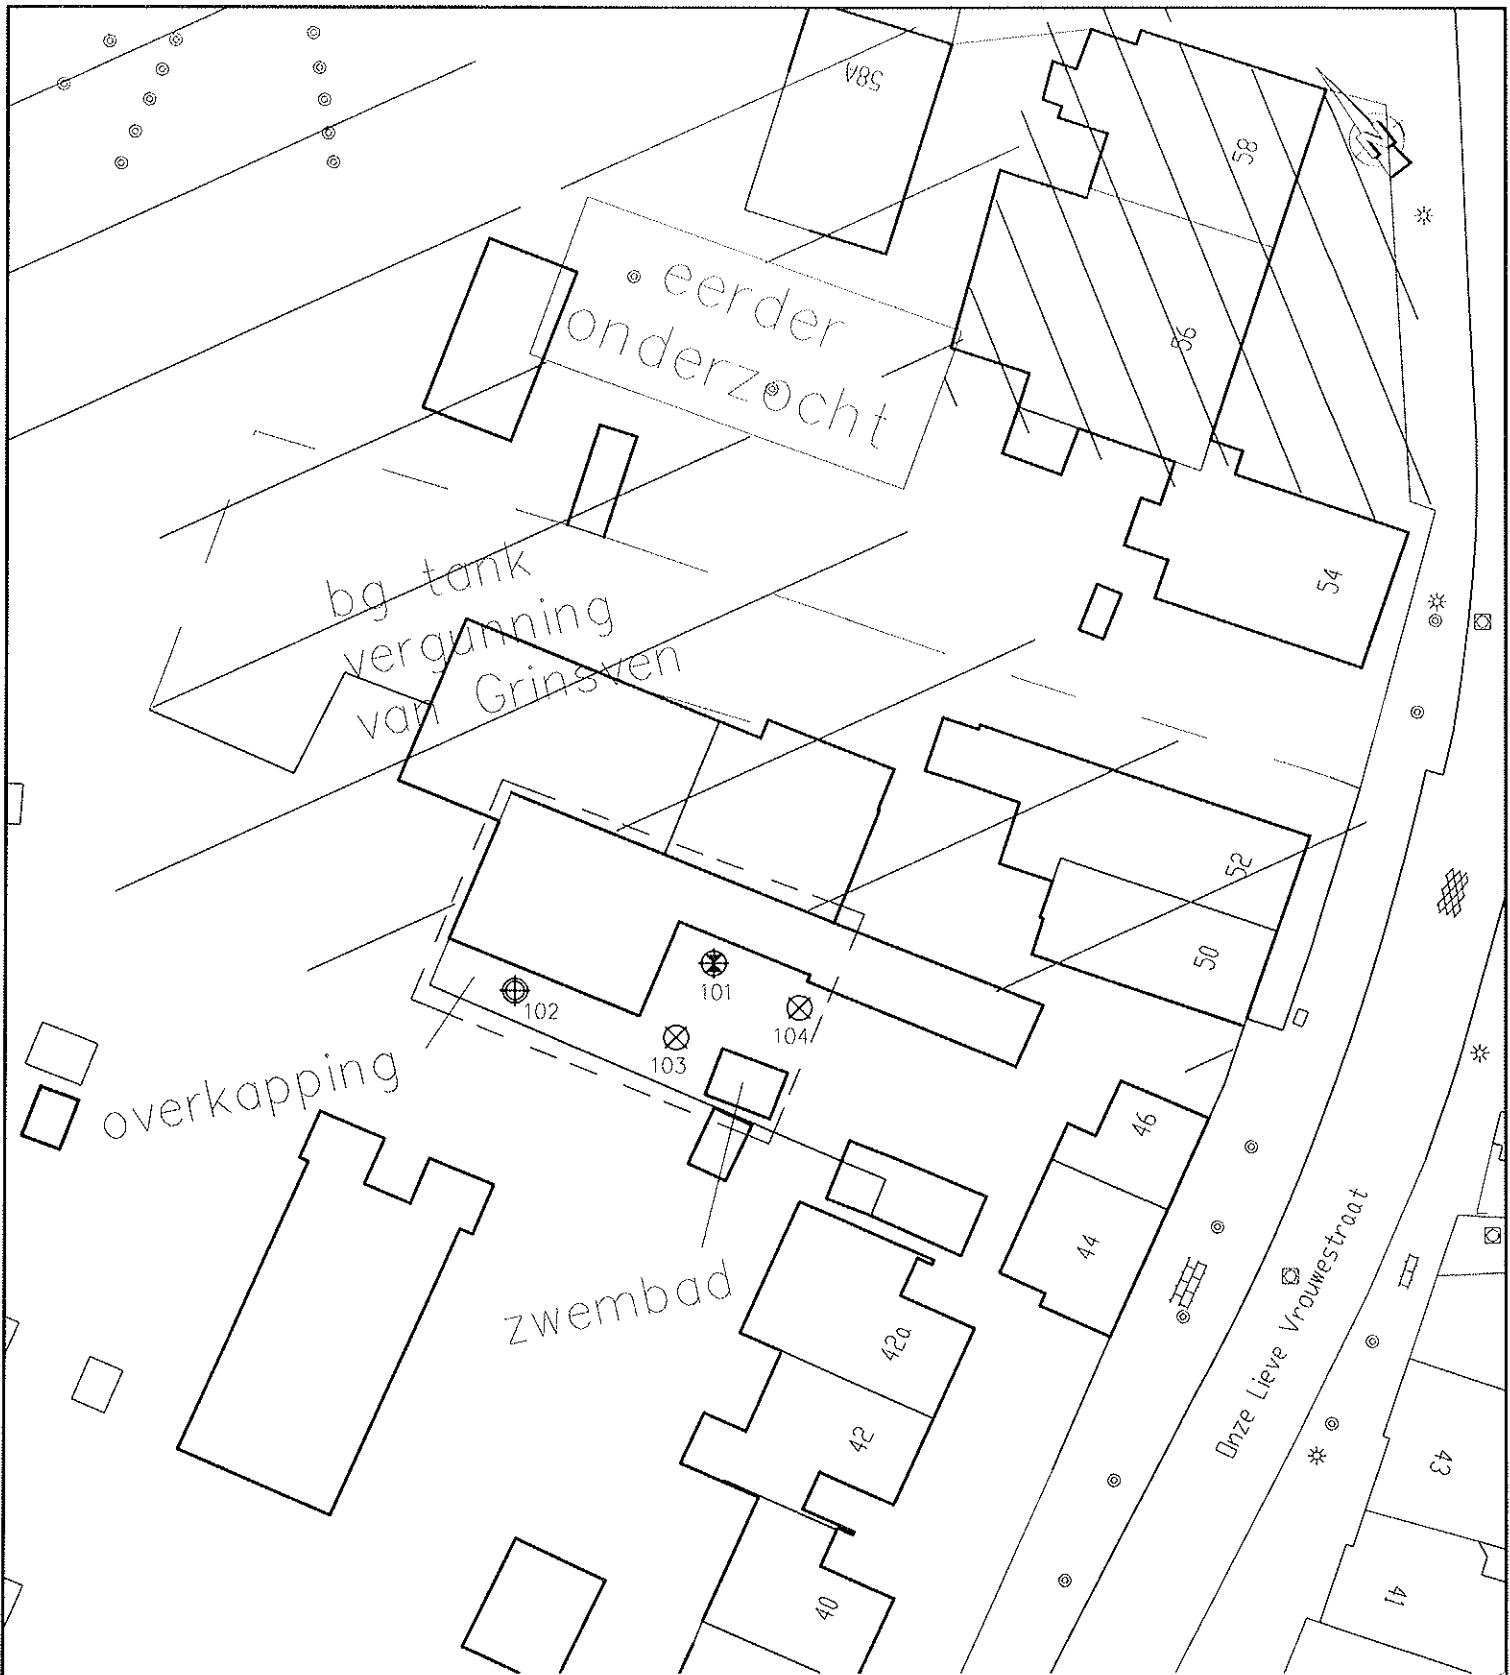 58A
58
N
eerder
onderzocht
56
54
bg tank
vergunning
van Grinsven
52
50
101
102
104
103
overkapping
46
44
zwembad
42a
42
40
Onze Lieve Vrouwestraat
43
41